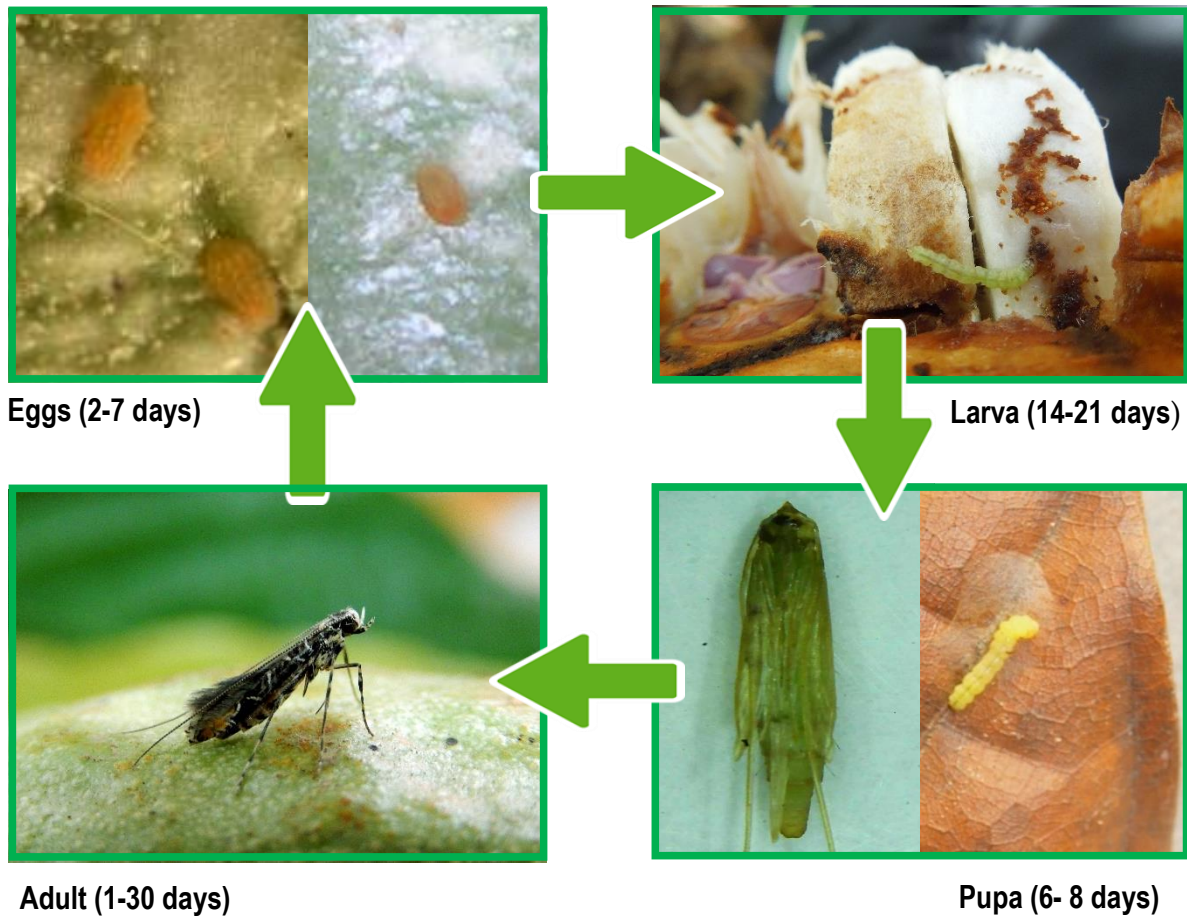 Eggs (2-7 days)
Larva (14-21 days)
Adult (1-30 days)
Pupa (6- 8 days)